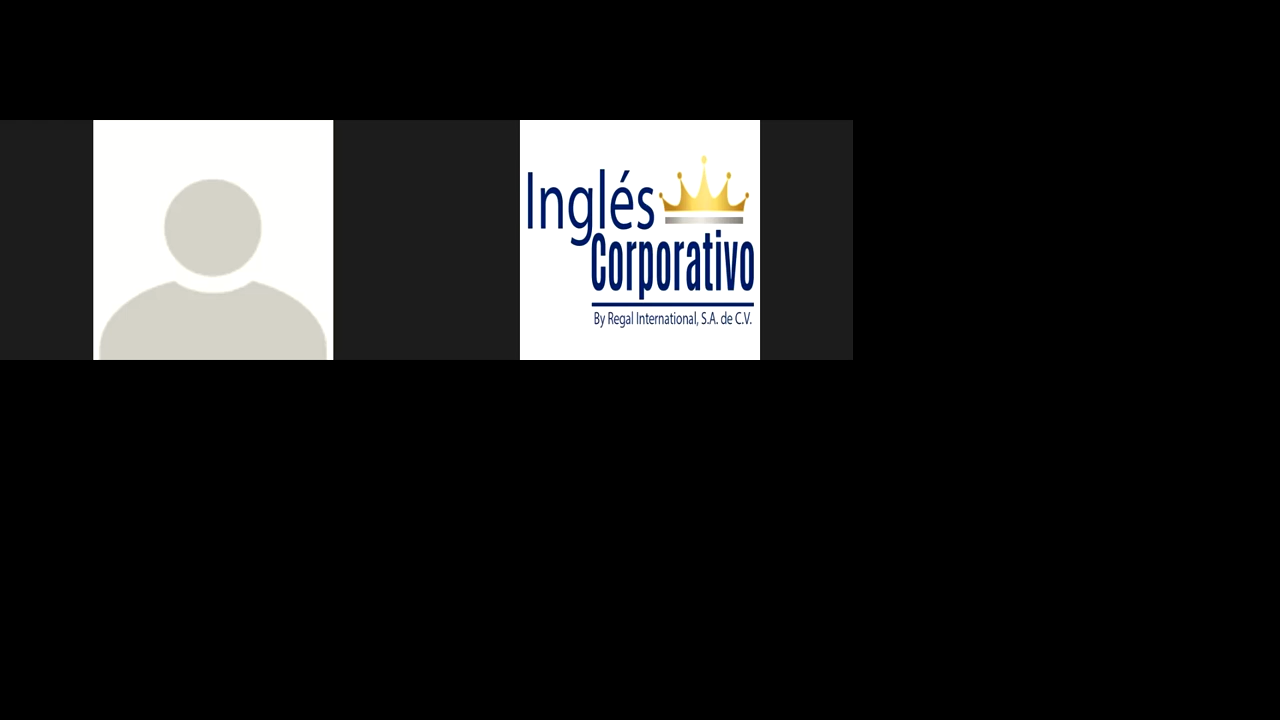 Inglés
Corporativo
By Regal International, S.A. de C.V.